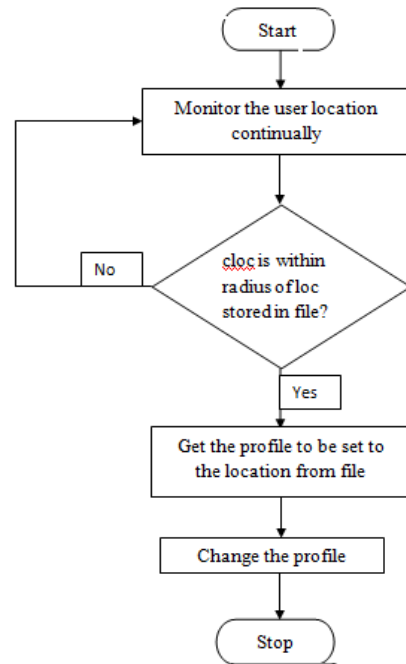 Start
Monitor the user location
continually
cloc is within
radius of loc
stored in file?
No
Yes
Get the profile to be set to
the location from file
Change the profile
Stop